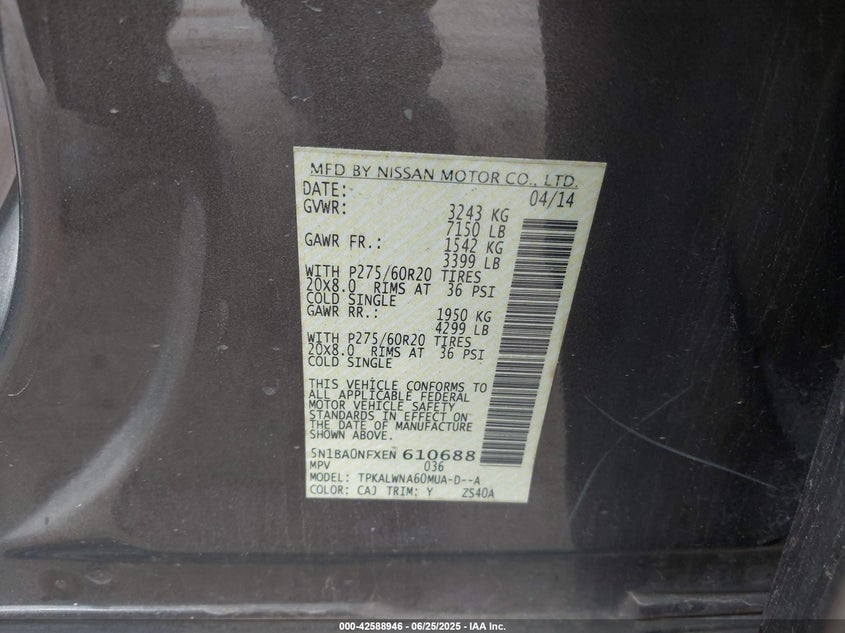 MFD BY NISSAN MOTOR CO., LTD.
DATE: 04/14
GVWR: 3243 KG
7150 LB
GAWR FR.: 1542 KG
3399 LB
WITH P275/60R20 TIRES
20X8.0 RIMS AT 36 PSI
COLD SINGLE
GAWR RR.: 1950 KG
4299 LB
WITH P275/60R20 TIRES
20X8.0 RIMS AT 36 PSI
COLD SINGLE
THIS VEHICLE CONFORMS TO
ALL APPLICABLE FEDERAL
MOTOR VEHICLE SAFETY
STANDARDS IN EFFECT ON
THE DATE OF MANUFACTURE
SHOWN ABOVE.
5N1BA0NFXEN 610688
MPV 036
MODEL: TPKALWNA60MUA-D--A
COLOR: CAJ TRIM: Y ZS40A
000-42588946 - 06/25/2025 - IAA Inc.